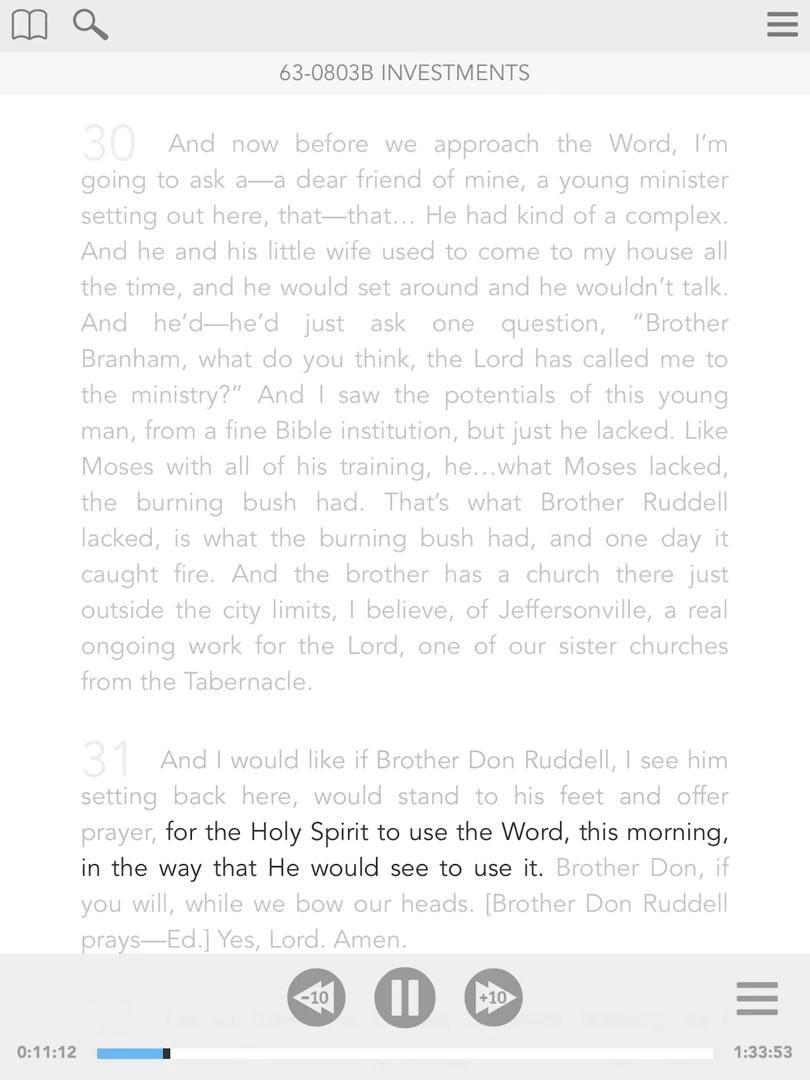 63-0803B INVESTMENTS
30 And now before we approach the Word, I’m
going to ask a—a dear friend of mine, a young minister
setting out here, that—that… He had kind of a complex.
And he and his little wife used to come to my house all
the time, and he would set around and he wouldn’t talk.
And he’d—he’d just ask one question, “Brother
Branham, what do you think, the Lord has called me to
the ministry?” And I saw the potentials of this young
man, from a fine Bible institution, but just he lacked. Like
Moses with all of his training, he…what Moses lacked,
the burning bush had. That’s what Brother Ruddell
lacked, is what the burning bush had, and one day it
caught fire. And the brother has a church there just
outside the city limits, I believe, of Jeffersonville, a real
ongoing work for the Lord, one of our sister churches
from the Tabernacle.
31 And I would like if Brother Don Ruddell, I see him
setting back here, would stand to his feet and offer
prayer, for the Holy Spirit to use the Word, this morning,
in the way that He would see to use it. Brother Don, if
you will, while we bow our heads. [Brother Don Ruddell
prays—Ed.] Yes, Lord. Amen.
-10 +10
0:11:12 1:33:53